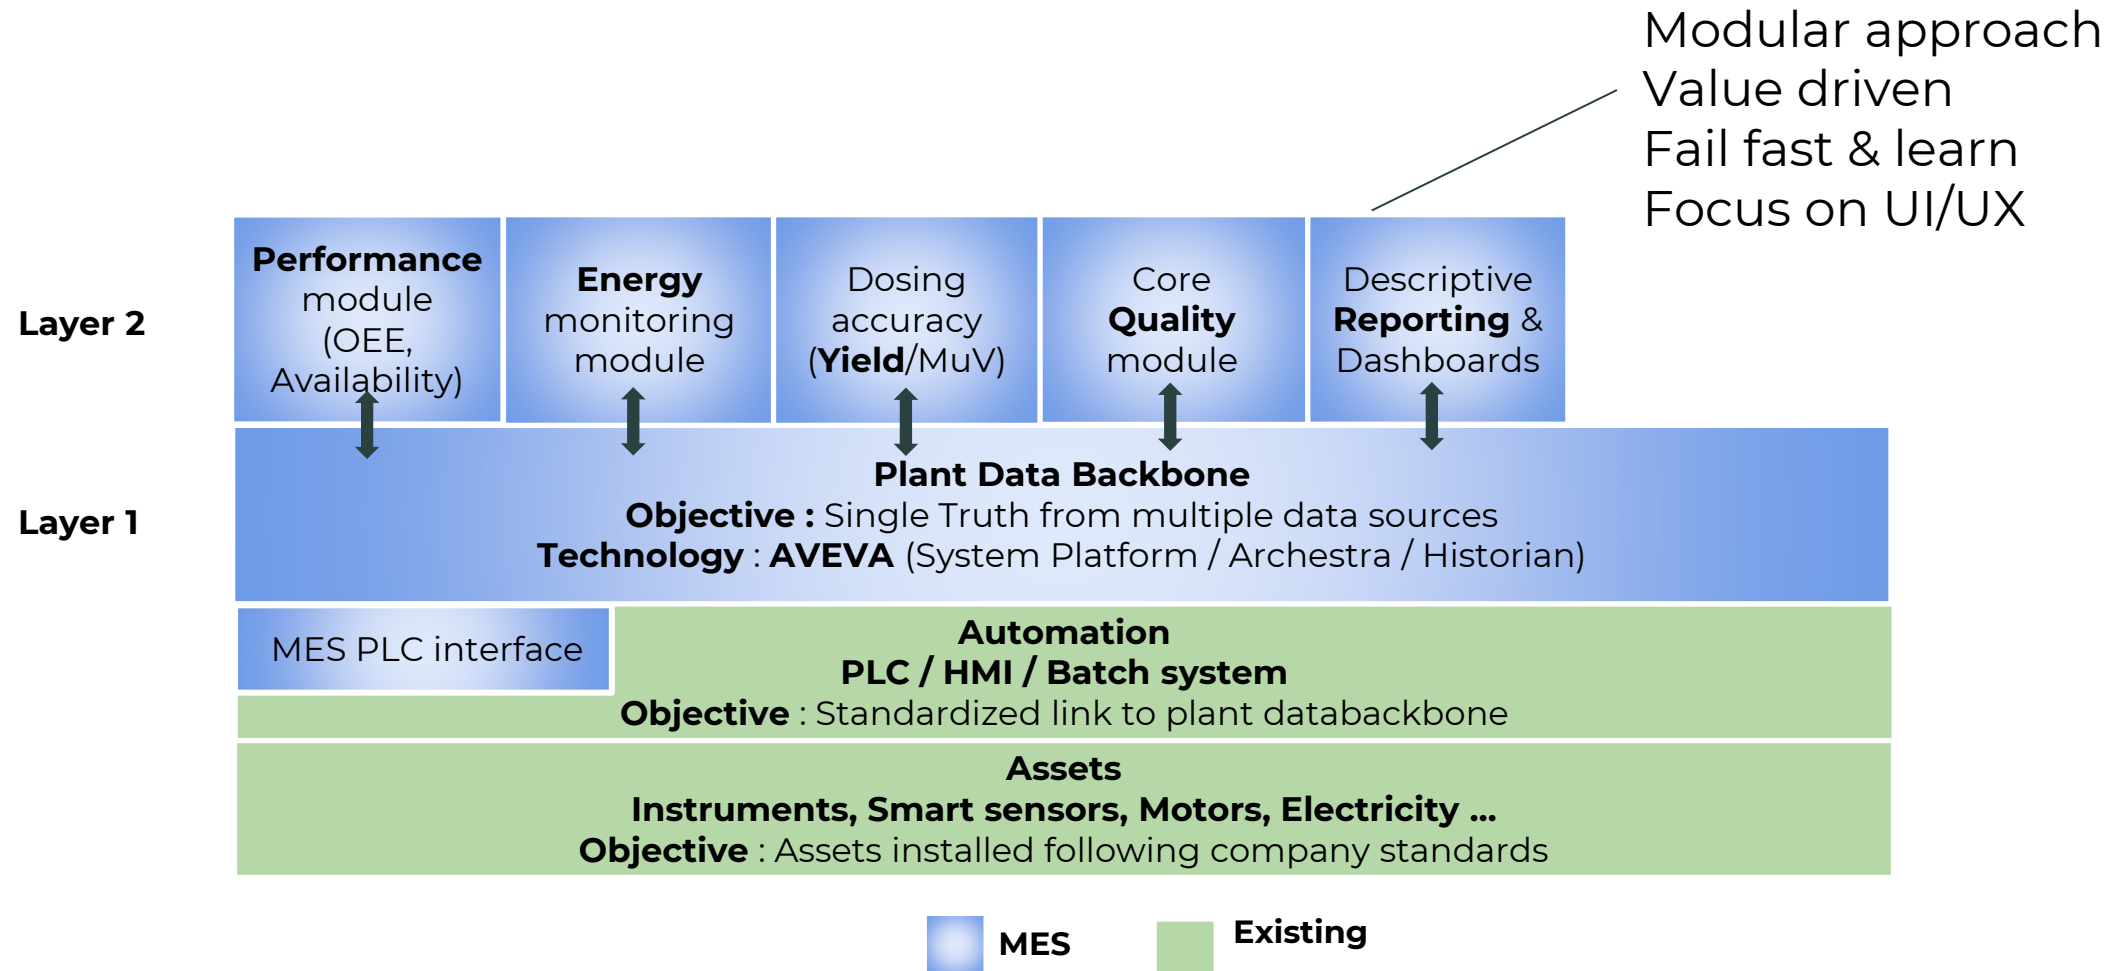 Modular approach
Value driven
Fail fast & learn
Focus on UI/UX
Layer 2
Performance
module
(OEE,
Availability)
Energy
monitoring
module
Dosing
accuracy
(Yield/MuV)
Core
Quality
module
Descriptive
Reporting &
Dashboards
Layer 1
Plant Data Backbone
Objective : Single Truth from multiple data sources
Technology : AVEVA (System Platform / Archestra / Historian)
MES PLC interface
Automation
PLC / HMI / Batch system
Objective : Standardized link to plant databackbone
Assets
Instruments, Smart sensors, Motors, Electricity ...
Objective : Assets installed following company standards
MES
Existing